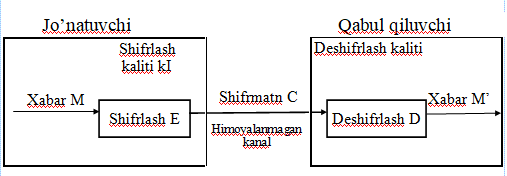 Jo'natuvchi
Qabul qiluvchi
Shifrlash
kaliti kI
Deshifrlash kaliti
Xabar M
Shifrlash E
Shifrmatn C
Himoyalanmagan
kanal
Deshifrlash D
Xabar M'